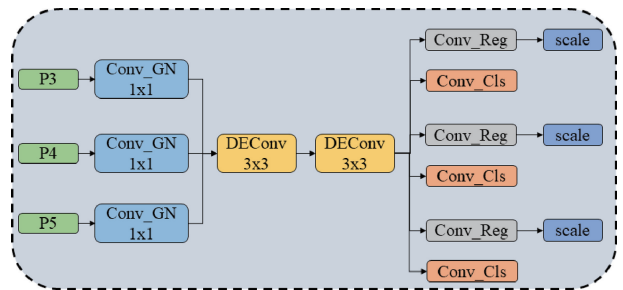 P3
Conv_GN
1x1
P4
Conv_GN
1x1
P5
Conv_GN
1x1
DEConv
3x3
DEConv
3x3
Conv_Reg
scale
Conv_Cls
Conv_Reg
scale
Conv_Cls
Conv_Reg
scale
Conv_Cls